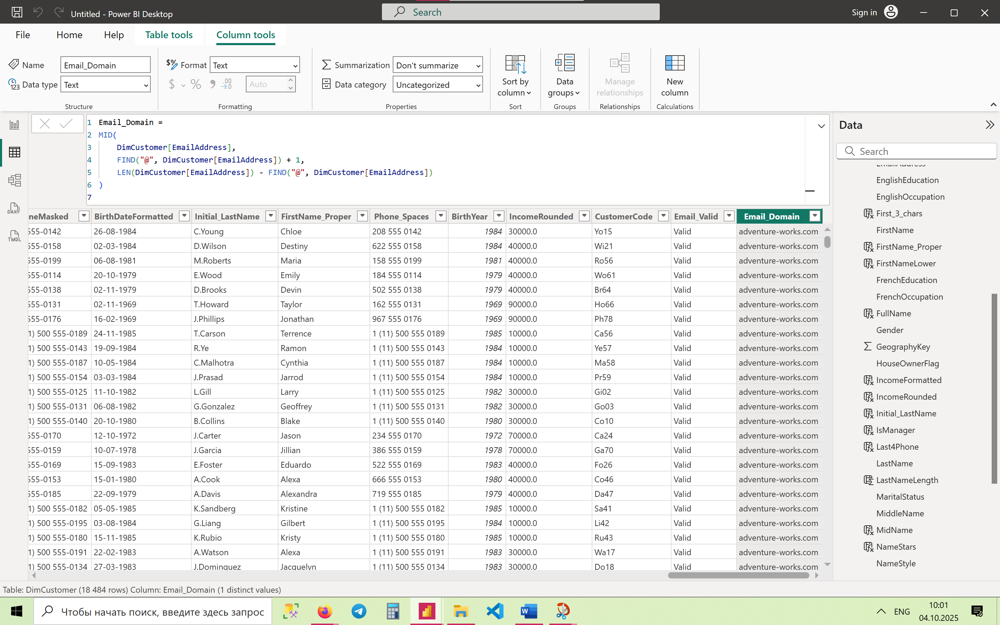 Untitled - Power BI Desktop
Search
Sign in
File Home Help Table tools Column tools
Name Email_Domain
Data type Text
Structure
Format Text
$ % Auto
Formatting
Summarization Don't summarize
Data category Uncategorized
Properties
Sort by column
Sort
Data groups
Groups
Manage relationships
Relationships
New column
Calculations
1 Email_Domain =
2 MID(
3 DimCustomer[EmailAddress],
4 FIND("@", DimCustomer[EmailAddress]) + 1,
5 LEN(DimCustomer[EmailAddress]) - FIND("@", DimCustomer[EmailAddress])
6 )
7
DAX
TMDL
neMasked BirthDateFormatted Initial_LastName FirstName_Proper Phone_Spaces BirthYear IncomeRounded CustomerCode Email_Valid Email_Domain
555-0142 26-08-1984 C.Young Chloe 208 555 0142 1984 30000.0 Yo15 Valid adventure-works.com
555-0158 02-03-1984 D.Wilson Destiny 622 555 0158 1984 40000.0 Wi21 Valid adventure-works.com
555-0199 06-08-1981 M.Roberts Maria 158 555 0199 1981 40000.0 Ro56 Valid adventure-works.com
555-0114 20-10-1979 E.Wood Emily 184 555 0114 1979 40000.0 Wo61 Valid adventure-works.com
555-0138 02-11-1979 D.Brooks Devin 502 555 0138 1979 40000.0 Br64 Valid adventure-works.com
555-0131 02-11-1969 T.Howard Taylor 162 555 0131 1969 90000.0 Ho66 Valid adventure-works.com
555-0176 16-02-1969 J.Phillips Jonathan 967 555 0176 1969 90000.0 Ph78 Valid adventure-works.com
1) 500 555-0189 24-11-1985 T.Carson Terrence 1 (11) 500 555 0189 1985 10000.0 Ca56 Valid adventure-works.com
1) 500 555-0143 19-09-1984 R.Ye Ramon 1 (11) 500 555 0143 1984 10000.0 Ye57 Valid adventure-works.com
1) 500 555-0187 10-05-1984 C.Malhotra Cynthia 1 (11) 500 555 0187 1984 10000.0 Ma58 Valid adventure-works.com
1) 500 555-0154 03-03-1984 J.Prasad Jarrod 1 (11) 500 555 0154 1984 10000.0 Pr59 Valid adventure-works.com
1) 500 555-0125 11-10-1982 L.Gill Larry 1 (11) 500 555 0125 1982 30000.0 Gi02 Valid adventure-works.com
1) 500 555-0131 06-08-1982 G.Gonzalez Geoffrey 1 (11) 500 555 0131 1982 30000.0 Go03 Valid adventure-works.com
1) 500 555-0140 20-10-1980 B.Collins Blake 1 (11) 500 555 0140 1980 30000.0 Co10 Valid adventure-works.com
555-0170 12-10-1972 J.Carter Jason 234 555 0170 1972 70000.0 Ca24 Valid adventure-works.com
555-0159 10-07-1978 J.Garcia Jillian 386 555 0159 1978 70000.0 Ga70 Valid adventure-works.com
555-0169 15-09-1983 E.Foster Eduardo 522 555 0169 1983 40000.0 Fo26 Valid adventure-works.com
555-0153 15-01-1980 A.Cook Alexa 666 555 0153 1980 40000.0 Co46 Valid adventure-works.com
555-0185 22-09-1979 A.Davis Alexandra 719 555 0185 1979 40000.0 Da47 Valid adventure-works.com
1) 500 555-0182 05-05-1985 K.Sandberg Kristine 1 (11) 500 555 0182 1985 10000.0 Sa41 Valid adventure-works.com
1) 500 555-0195 03-08-1984 G.Liang Gilbert 1 (11) 500 555 0195 1984 10000.0 Li42 Valid adventure-works.com
1) 500 555-0180 15-11-1985 K.Rubio Kristy 1 (11) 500 555 0180 1985 10000.0 Ru43 Valid adventure-works.com
1) 500 555-0191 22-02-1983 A.Watson Alexa 1 (11) 500 555 0191 1983 30000.0 Wa17 Valid adventure-works.com
1) 500 555-0134 27-03-1983 J.Dominguez Jacquelyn 1 (11) 500 555 0134 1983 30000.0 Do18 Valid adventure-works.com
Data
Search
EmailAddress
EnglishEducation
EnglishOccupation
First_3_chars
FirstName
FirstName_Proper
FirstNameLower
FrenchEducation
FrenchOccupation
FullName
Gender
GeographyKey
HouseOwnerFlag
IncomeFormatted
IncomeRounded
Initial_LastName
IsManager
Last4Phone
LastName
LastNameLength
MaritalStatus
MiddleName
MidName
NameStars
NameStyle
Table: DimCustomer (18 484 rows) Column: Email_Domain (1 distinct values)
Чтобы начать поиск, введите здесь запрос
ENG
10:01
04.10.2025